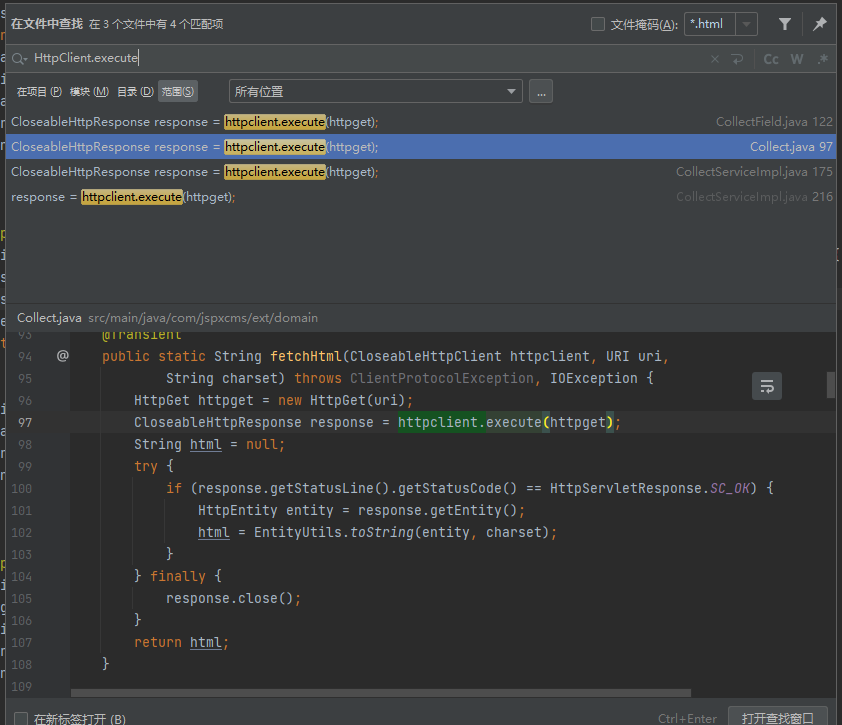 在文件中查找 在 3 个文件中有 4 个匹配项 文件掩码(A): *.html
HttpClient.execute Cc W .*
在项目 (P) 模块 (M) 目录 (D) 范围(S) 所有位置 ...
CloseableHttpResponse response = httpclient.execute(httpget); CollectField.java 122
CloseableHttpResponse response = httpclient.execute(httpget); Collect.java 97
CloseableHttpResponse response = httpclient.execute(httpget); CollectServiceImpl.java 175
response = httpclient.execute(httpget); CollectServiceImpl.java 216
Collect.java src/main/java/com/jspxcms/ext/domain
93 @Transient
94 @ public static String fetchHtml(CloseableHttpClient httpclient, URI uri,
95 String charset) throws ClientProtocolException, IOException {
96 HttpGet httpget = new HttpGet(uri);
97 CloseableHttpResponse response = httpclient.execute(httpget);
98 String html = null;
99 try {
100 if (response.getStatusLine().getStatusCode() == HttpServletResponse.SC_OK) {
101 HttpEntity entity = response.getEntity();
102 html = EntityUtils.toString(entity, charset);
103 }
104 } finally {
105 response.close();
106 }
107 return html;
108 }
109
在新标签打开 (B) Ctrl+Enter 打开查找窗口